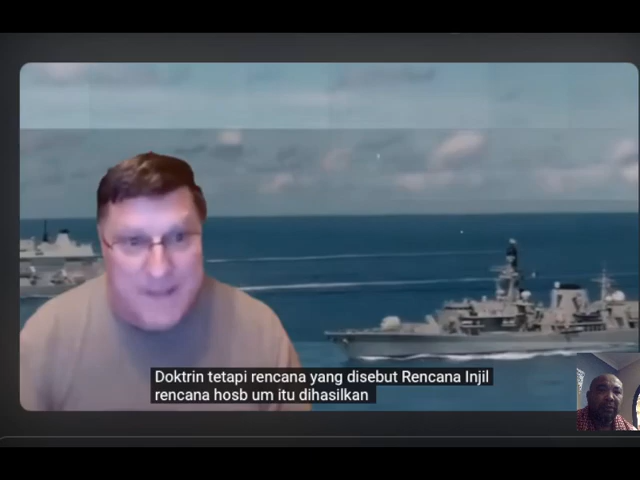 Doktrin tetapi rencana yang disebut Rencana Injil
rencana hosb um itu dihasilkan